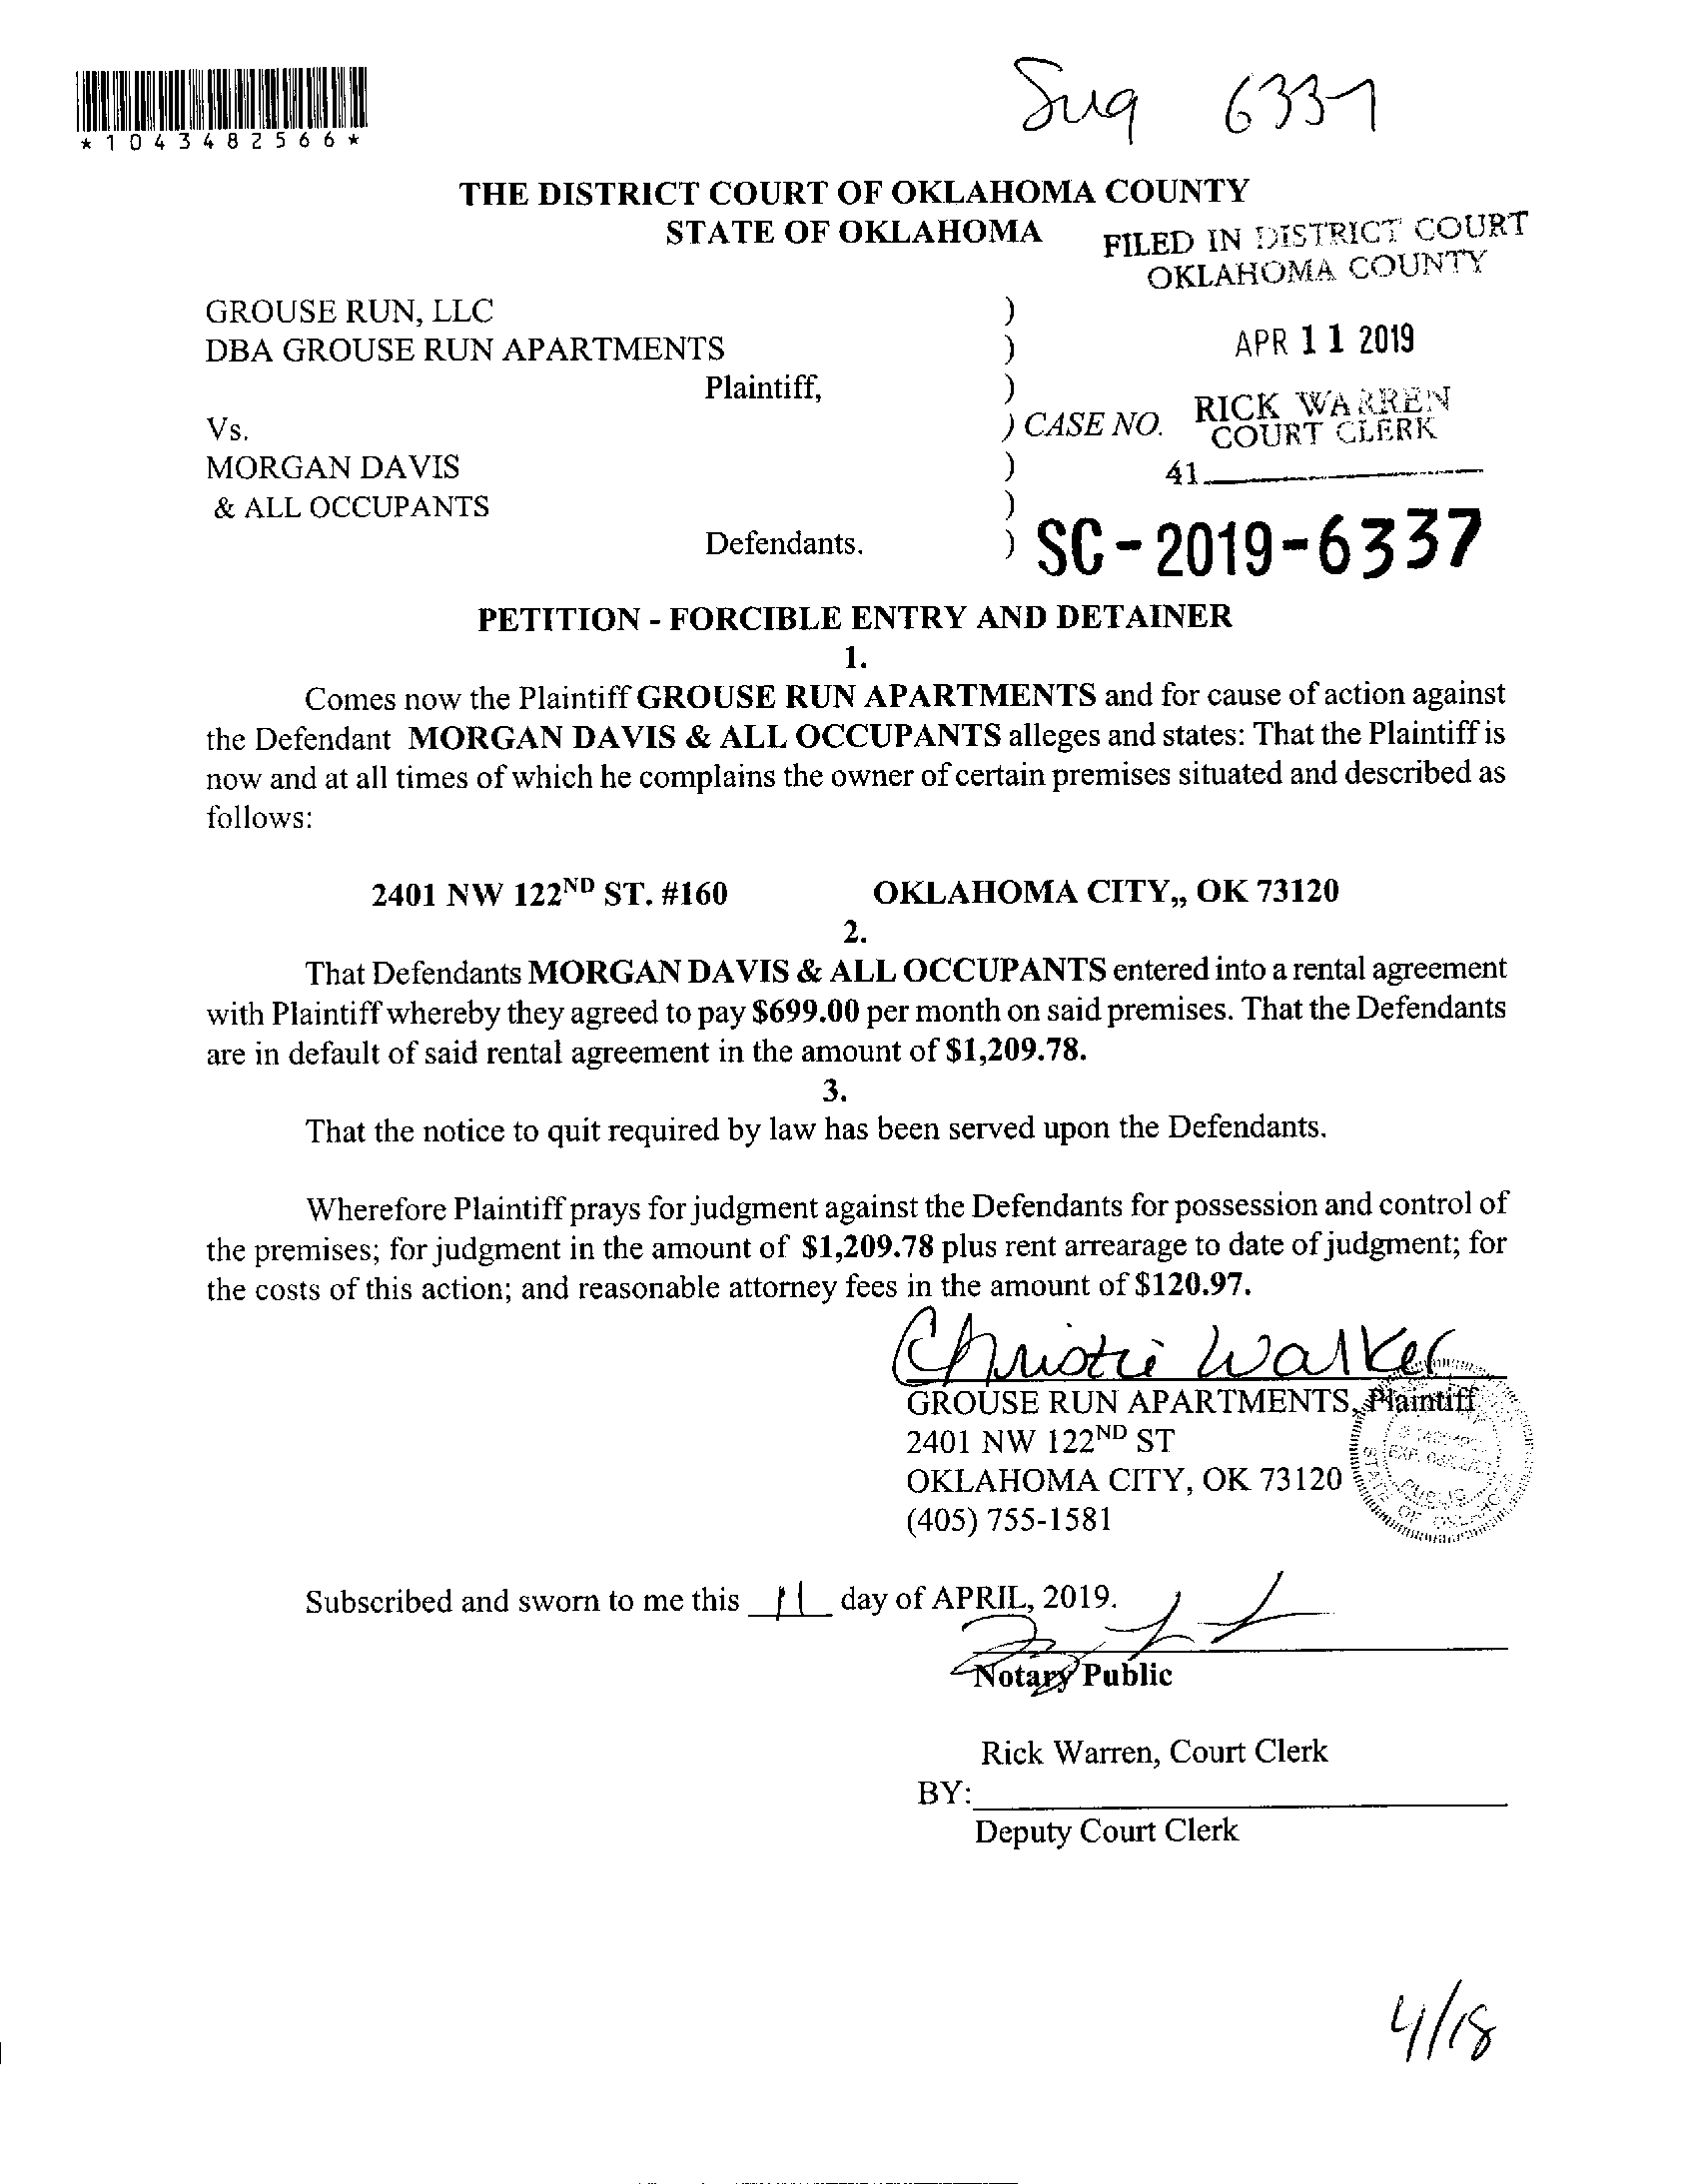 *1043482566*
6337
THE DISTRICT COURT OF OKLAHOMA COUNTY
STATE OF OKLAHOMA
FILED IN DISTRICT COURT
OKLAHOMA COUNTY
GROUSE RUN, LLC )
DBA GROUSE RUN APARTMENTS )
APR 11 2019
Plaintiff, )
RICK WARREN
COURT CLERK
Vs. ) CASE NO.
MORGAN DAVIS )
41
& ALL OCCUPANTS )
Defendants. ) SC-2019-6337
PETITION - FORCIBLE ENTRY AND DETAINER
1.
Comes now the Plaintiff GROUSE RUN APARTMENTS and for cause of action against
the Defendant MORGAN DAVIS & ALL OCCUPANTS alleges and states: That the Plaintiff is
now and at all times of which he complains the owner of certain premises situated and described as
follows:
2401 NW 122ND ST. #160 OKLAHOMA CITY,, OK 73120
2.
That Defendants MORGAN DAVIS & ALL OCCUPANTS entered into a rental agreement
with Plaintiff whereby they agreed to pay $699.00 per month on said premises. That the Defendants
are in default of said rental agreement in the amount of $1,209.78.
3.
That the notice to quit required by law has been served upon the Defendants.
Wherefore Plaintiff prays for judgment against the Defendants for possession and control of
the premises; for judgment in the amount of $1,209.78 plus rent arrearage to date of judgment; for
the costs of this action; and reasonable attorney fees in the amount of $120.97.
Christie Walker
GROUSE RUN APARTMENTS, Plaintiff
2401 NW 122ND ST
OKLAHOMA CITY, OK 73120
(405) 755-1581
PUBLIC
STATE OF OKLAHOMA
Subscribed and sworn to me this 11 day of APRIL, 2019.
Notary Public
Rick Warren, Court Clerk
BY:
Deputy Court Clerk
4/18